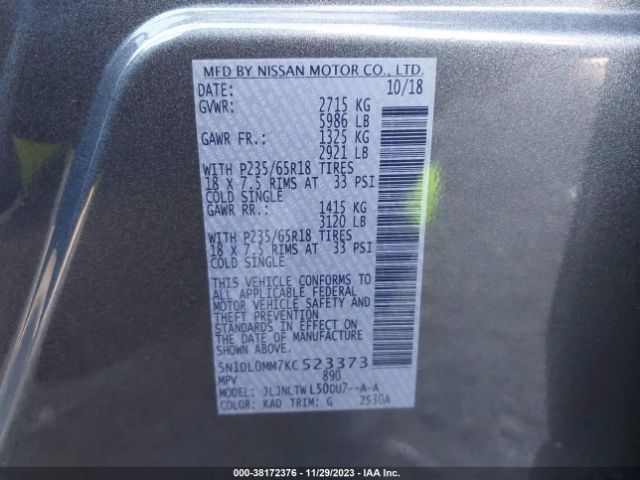 MFD BY NISSAN MOTOR CO., LTD.
DATE: 10/18
GVWR: 2715 KG
5986 LB
GAWR FR.: 1325 KG
2921 LB
WITH P235/65R18 TIRES
18 X 7.5 RIMS AT 33 PSI
COLD SINGLE
GAWR RR.: 1415 KG
3120 LB
WITH P235/65R18 TIRES
18 X 7.5 RIMS AT 33 PSI
COLD SINGLE
THIS VEHICLE CONFORMS TO
ALL APPLICABLE FEDERAL
MOTOR VEHICLE SAFETY AND
THEFT PREVENTION
STANDARDS IN EFFECT ON
THE DATE OF MANUFACTURE
SHOWN ABOVE.
5N1DL0MM7KC523373
MPV 890
MODEL: JLJNLTWL50DU7--A-A
COLOR: KAD TRIM: G ZS30A
000-38172376 - 11/29/2023 - IAA Inc.